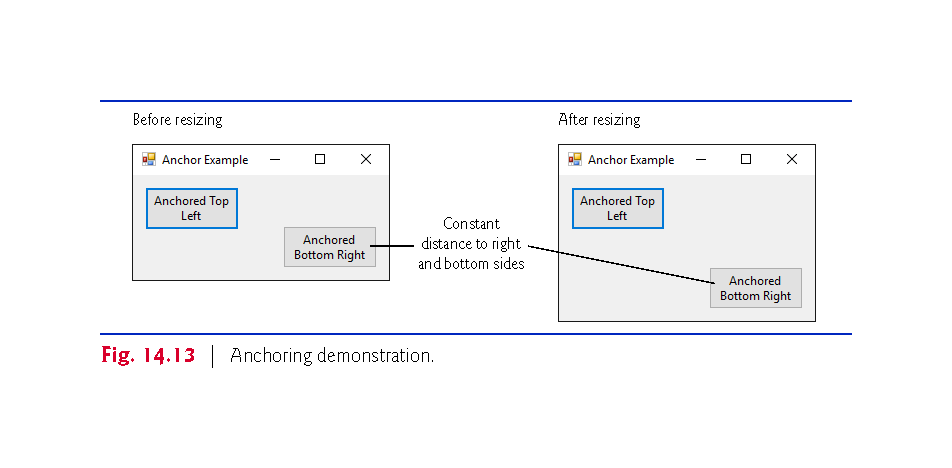 Before resizing
After resizing
Anchor Example
Anchored Top
Left
Anchored
Bottom Right
Constant
distance to right
and bottom sides
Anchor Example
Anchored Top
Left
Anchored
Bottom Right
Fig. 14.13 | Anchoring demonstration.